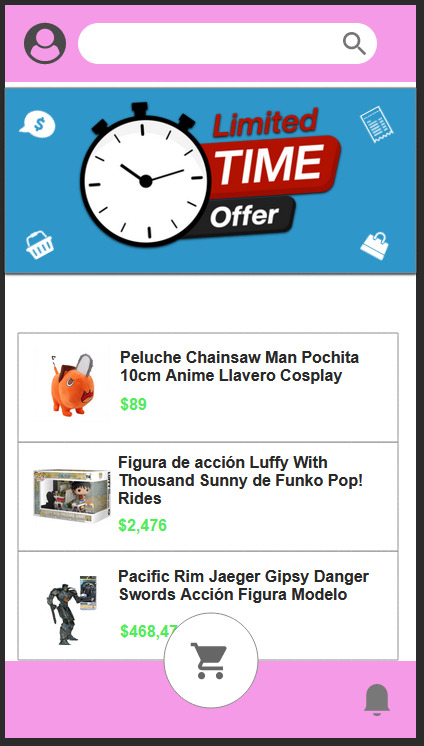 $
Limited
TIME
Offer
Peluche Chainsaw Man Pochita
10cm Anime Llavero Cosplay
$89
Figura de acción Luffy With
Thousand Sunny de Funko Pop!
Rides
$2,476
Pacific Rim Jaeger Gipsy Danger
Swords Acción Figura Modelo
$468,47